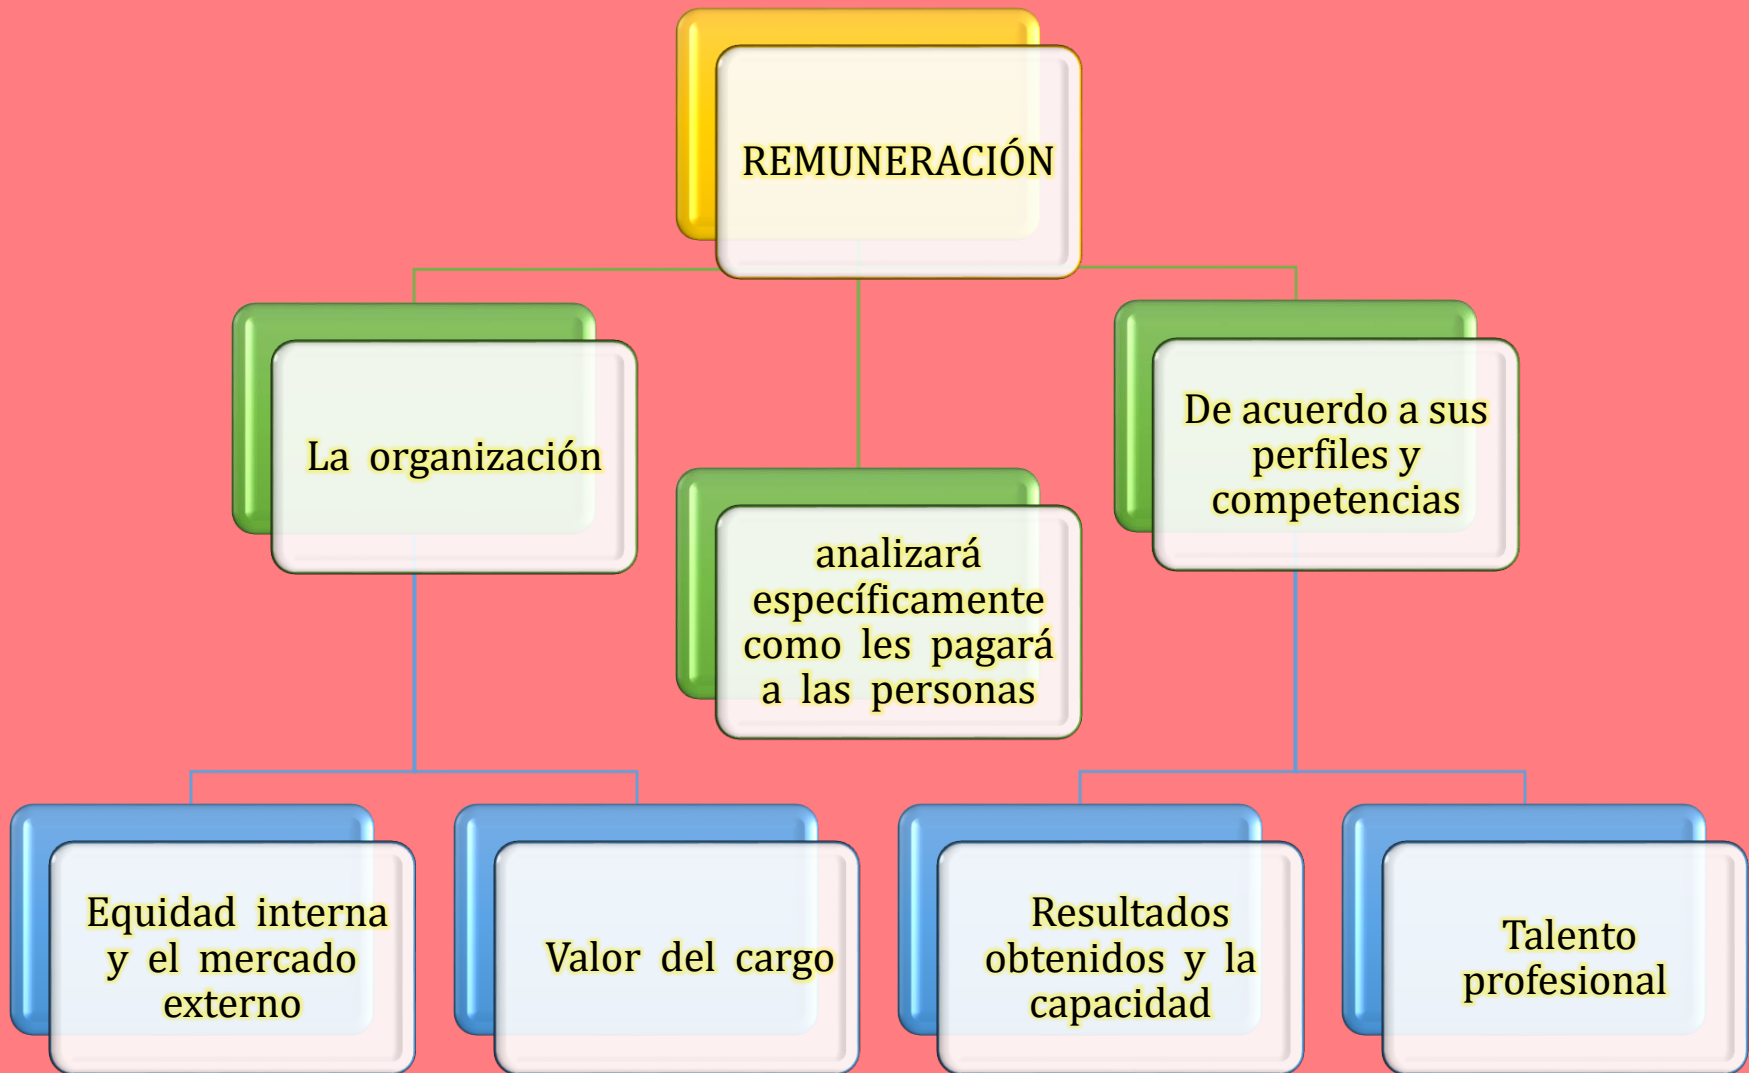 REMUNERACIÓN
La organización
analizará
específicamente
como les pagará
a las personas
De acuerdo a sus
perfiles y
competencias
Equidad interna
y el mercado
externo
Valor del cargo
Resultados
obtenidos y la
capacidad
Talento
profesional